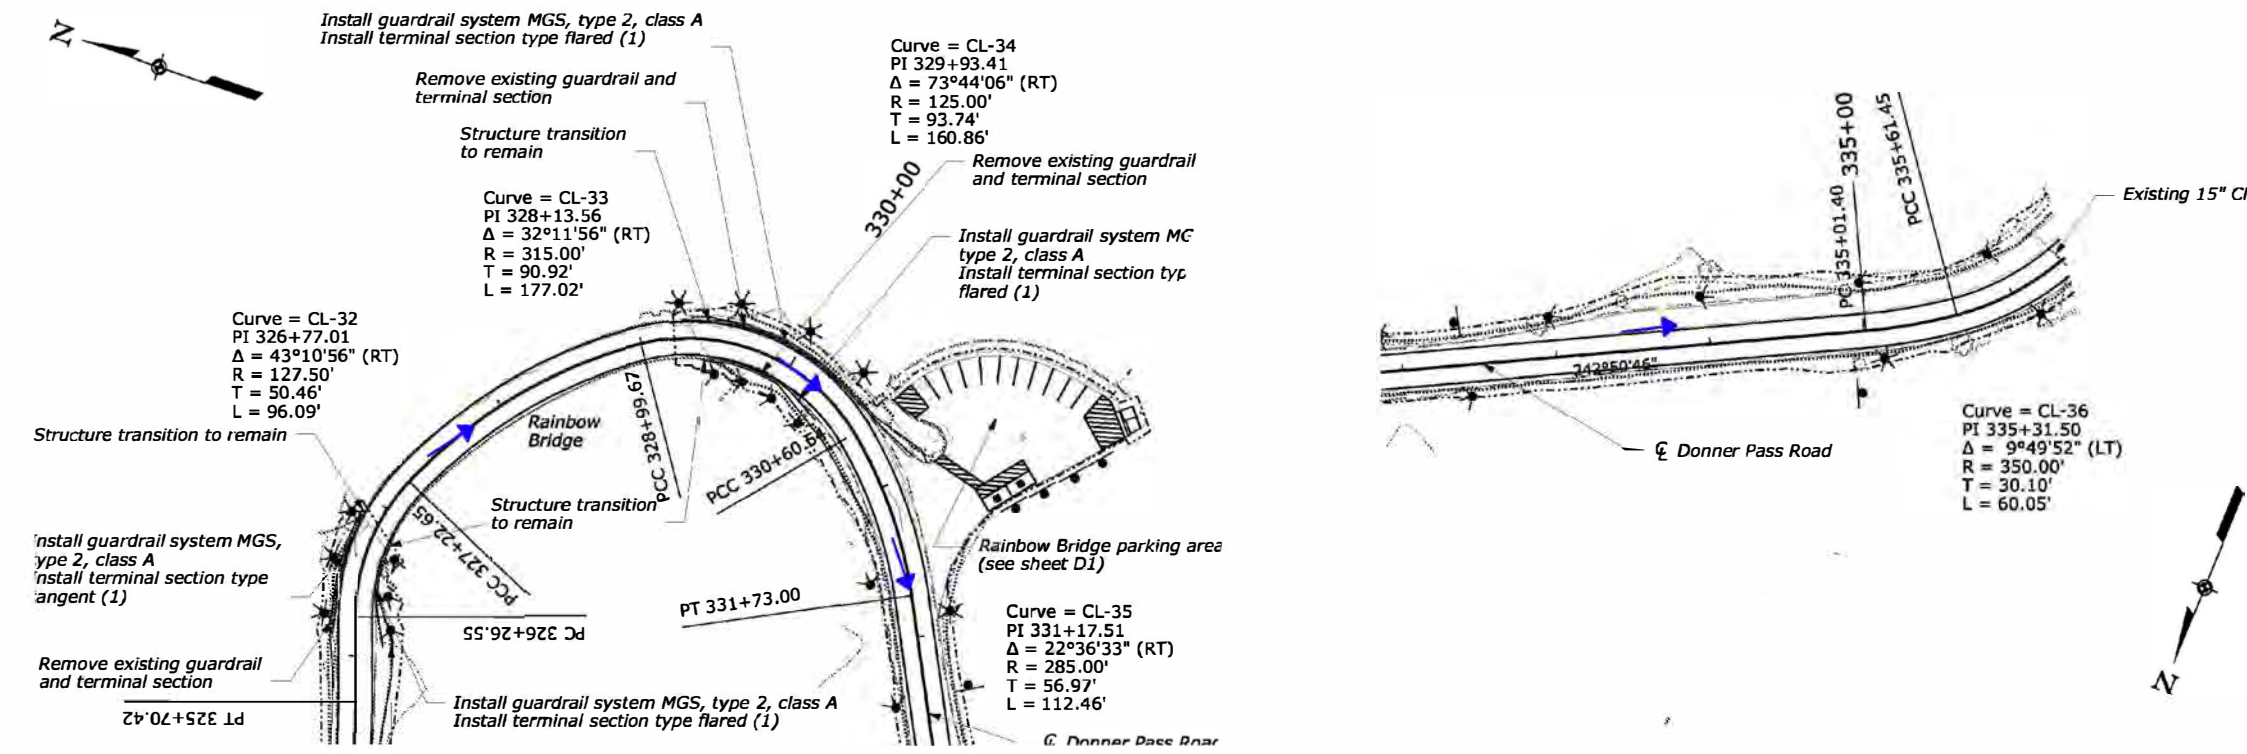 N
Install guardrail system MGS, type 2, class A
Install terminal section type flared (1)
Remove existing guardrail and
terminal section
Structure transition
to remain
Curve = CL-34
PI 329+93.41
Δ = 73°44'06" (RT)
R = 125.00'
T = 93.74'
L = 160.86'
330+00
Remove existing guardrail
and terminal section
Curve = CL-33
PI 328+13.56
Δ = 32°11'56" (RT)
R = 315.00'
T = 90.92'
L = 177.02'
Install guardrail system
type 2, class A
Install terminal section
flared (1)
Curve = CL-32
PI 326+77.01
Δ = 43°10'56" (RT)
R = 127.50'
T = 50.46'
L = 96.09'
Structure transition to remain
Rainbow
Bridge
PCC 328+99.67
PCC 330+60.5
PCC 327+22.65
Structure transition
to remain
nstall guardrail system MGS,
ype 2, class A
nstall terminal section type
angent (1)
PC 326+26.55
Remove existing guardrail
and terminal section
PT 325+70.42
Install guardrail system MGS, type 2, class A
Install terminal section type flared (1)
PT 331+73.00
Rainbow Bridge parking area
(see sheet D1)
Curve = CL-35
PI 331+17.51
Δ = 22°36'33" (RT)
R = 285.00'
T = 56.97'
L = 112.46'
℄ Donner Pass Road
335+00
PC 335+01.40
PCC 335+61.45
Existing 15"
242°50'46"
℄ Donner Pass Road
Curve = CL-36
PI 335+31.50
Δ = 9°49'52" (LT)
R = 350.00'
T = 30.10'
L = 60.05'
N